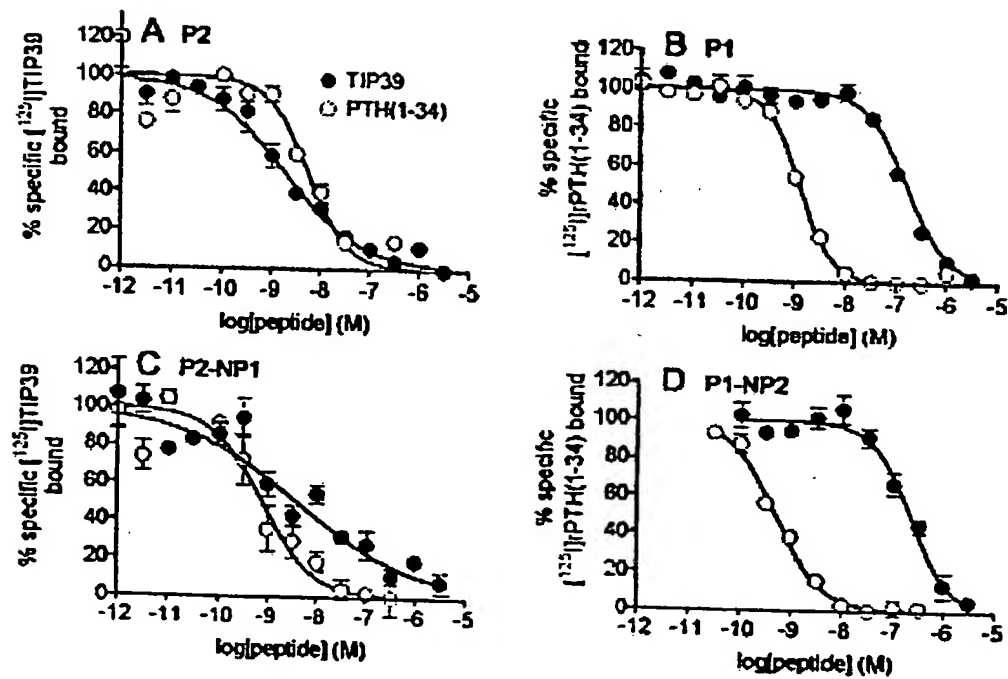 A P2
% specific [125I]TIP39
bound
120
100
80
60
40
20
0
TIP39
PTH(1-34)
-12 -11 -10 -9 -8 -7 -6 -5
log[peptide] (M)
B P1
% specific
[125I]rPTH(1-34) bound
120
100
80
60
40
20
0
-12 -11 -10 -9 -8 -7 -6 -5
log[peptide] (M)
C P2-NP1
% specific [125I]TIP39
bound
120
100
80
60
40
20
0
-12 -11 -10 -9 -8 -7 -6 -5
log[peptide] (M)
D P1-NP2
% specific
[125I]rPTH(1-34) bound
120
100
80
60
40
20
0
-12 -11 -10 -9 -8 -7 -6 -5
log[peptide] (M)